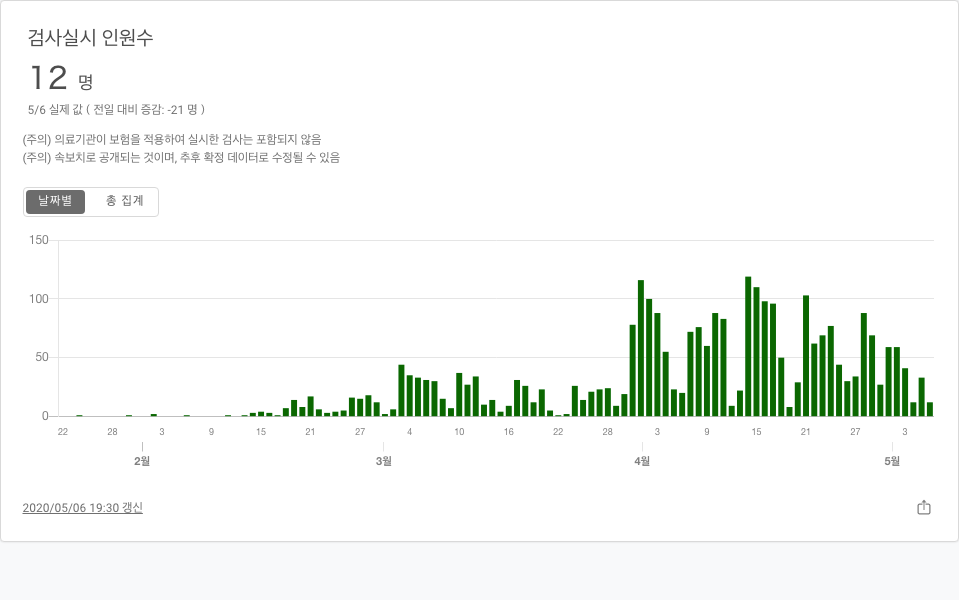 검사실시 인원수
12 명
5/6 실제 값 ( 전일 대비 증감: -21 명 )
(주의) 의료기관이 보험을 적용하여 실시한 검사는 포함되지 않음
(주의) 속보치로 공개되는 것이며, 추후 확정 데이터로 수정될 수 있음
날짜별 총 집계
150
100
50
0
22 28 3 9 15 21 27 4 10 16 22 28 3 9 15 21 27 3
2월 3월 4월 5월
2020/05/06 19:30 갱신